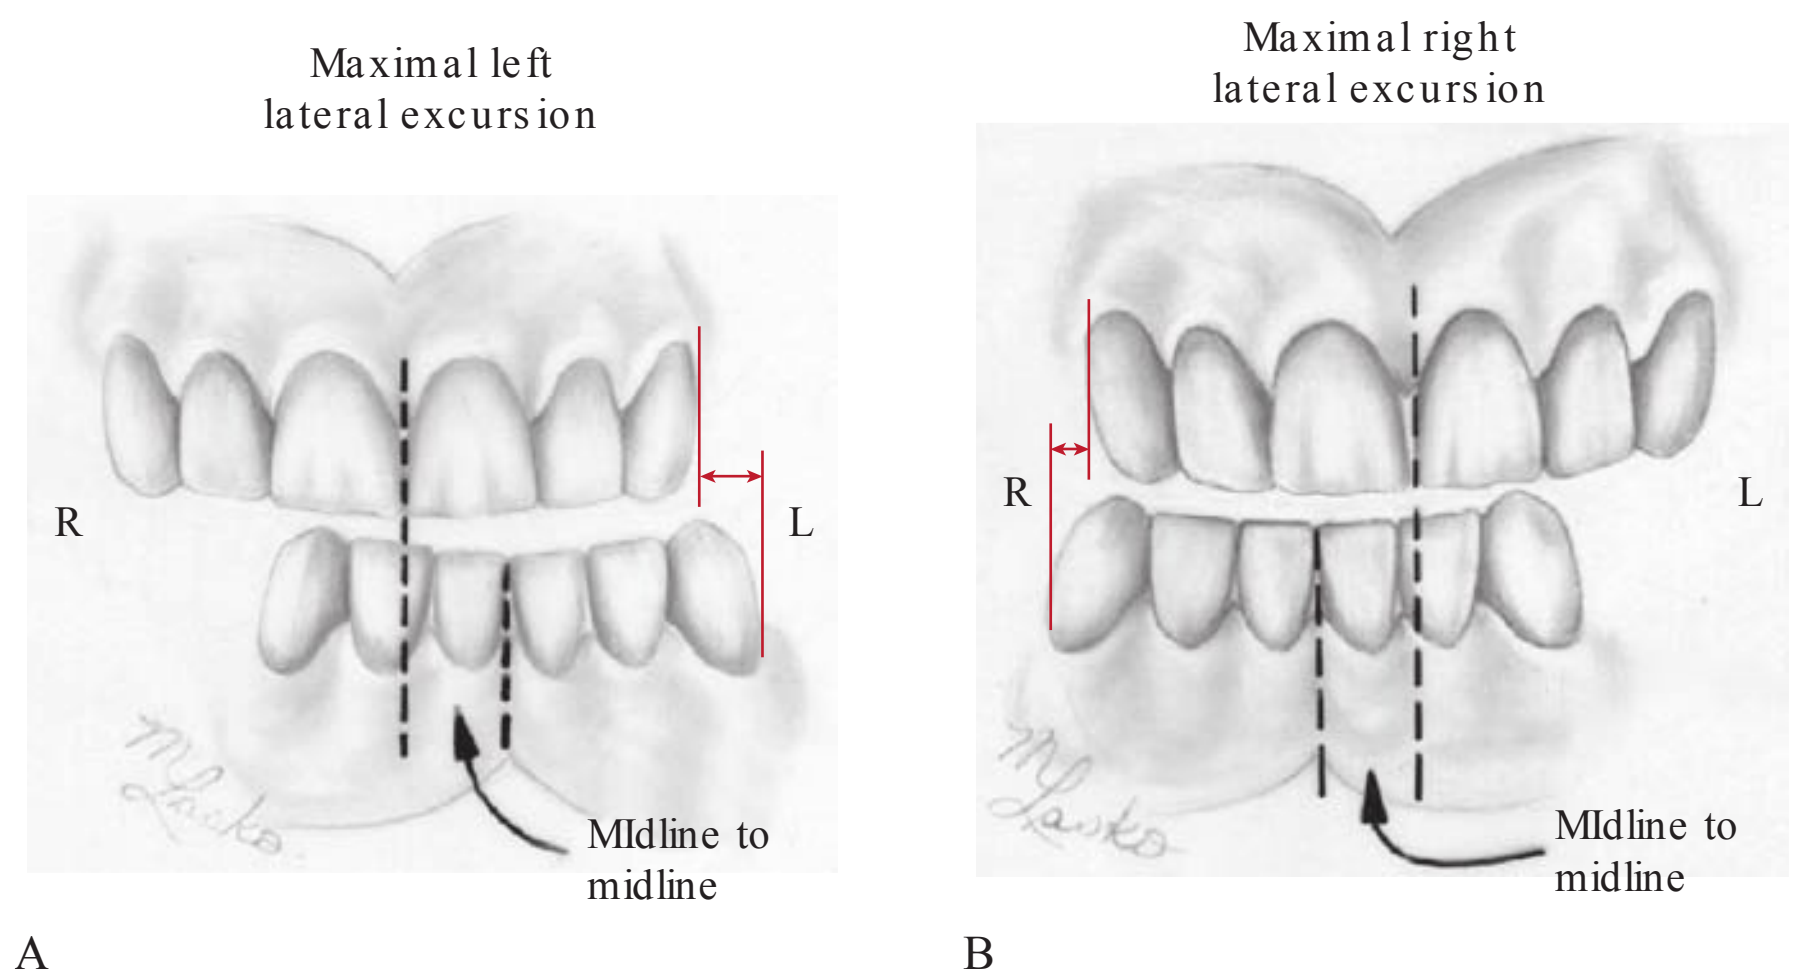 Maximal left
lateral excursion
R
L
MIdline to
midline
A
Maximal right
lateral excursion
R
L
MIdline to
midline
B